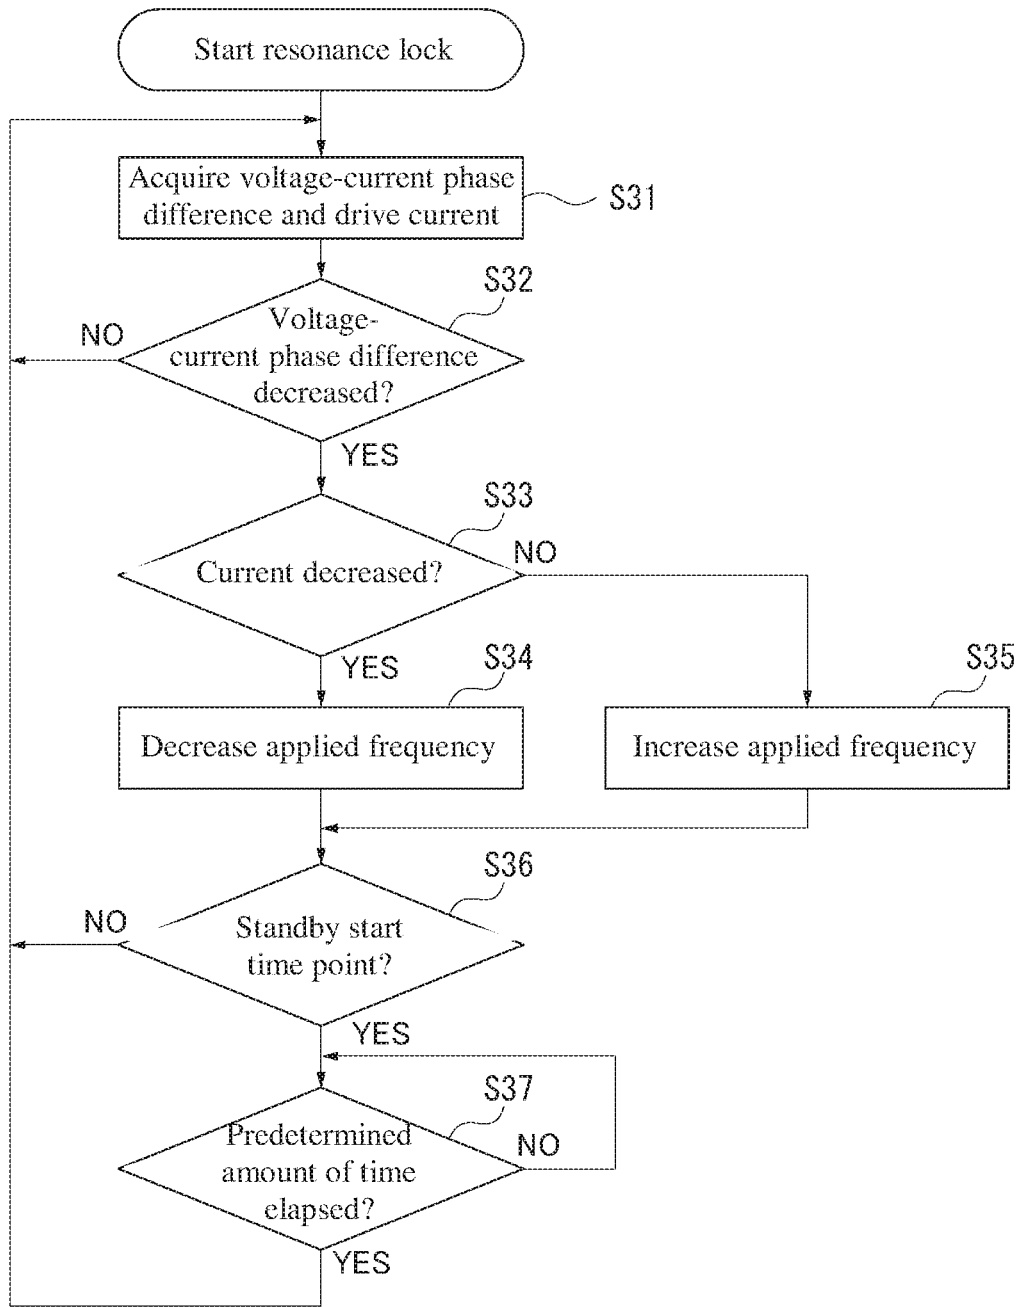 Start resonance lock
Acquire voltage-current phase
difference and drive current
S31
S32
Voltage-
current phase difference
decreased?
NO
YES
S33
Current decreased?
NO
YES
S34
Decrease applied frequency
S35
Increase applied frequency
S36
Standby start
time point?
NO
YES
S37
Predetermined
amount of time
elapsed?
NO
YES